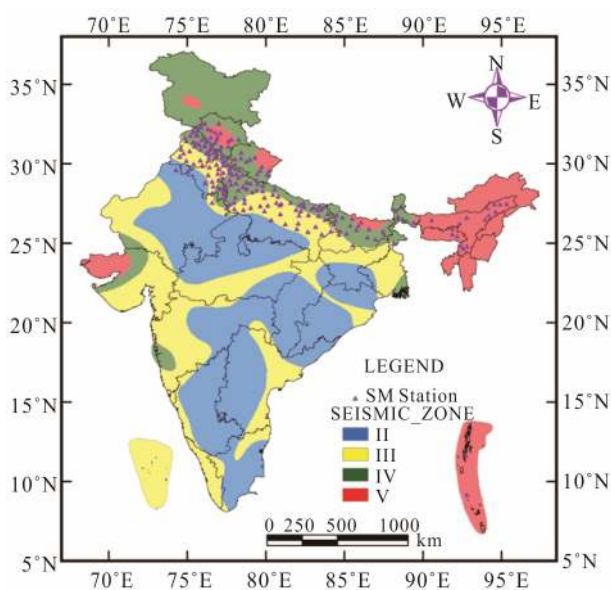 70°E 75°E 80°E 85°E 90°E 95°E
35°N 35°N
N
W E
S
30°N 30°N
25°N 25°N
20°N 20°N
LEGEND
SM Station
15°N 15°N
SEISMIC_ZONE
II
III
10°N 10°N
IV
V
0 250 500 1000
km
5°N 5°N
70°E 75°E 80°E 85°E 90°E 95°E